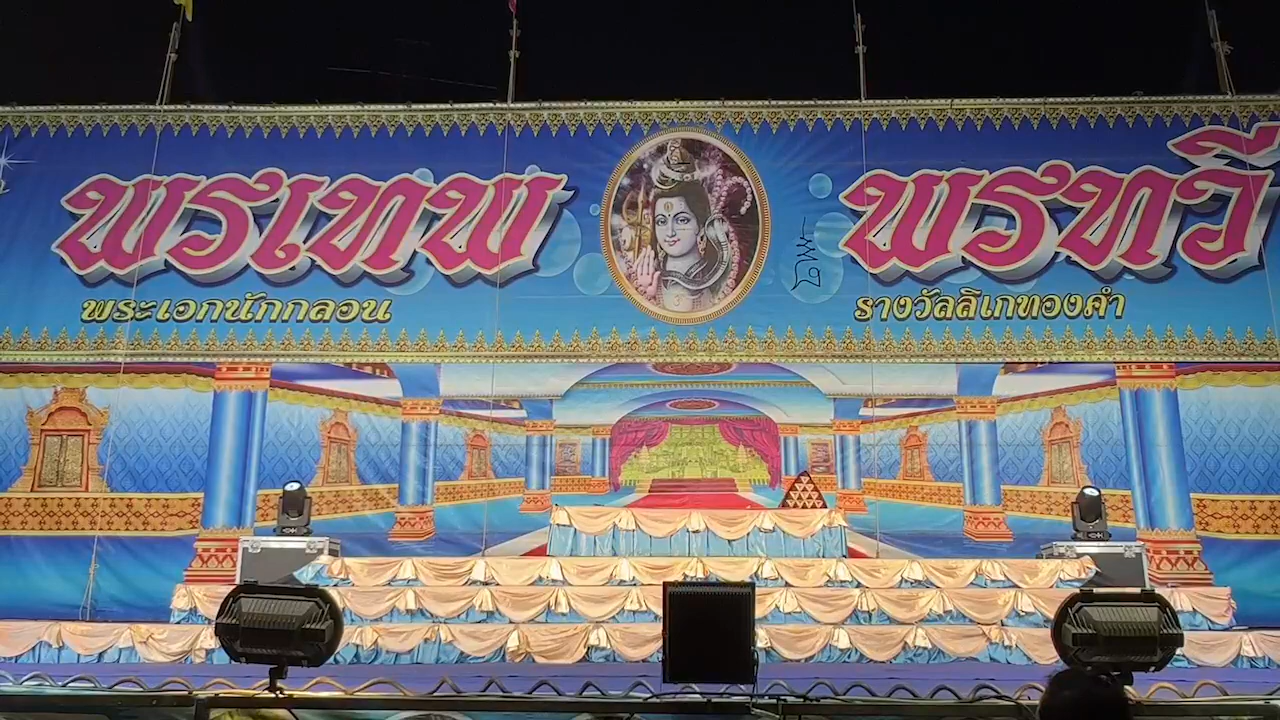 พรเทพ พรทวี
พระเอกนักกลอน
รางวัลลิเกทองคำ